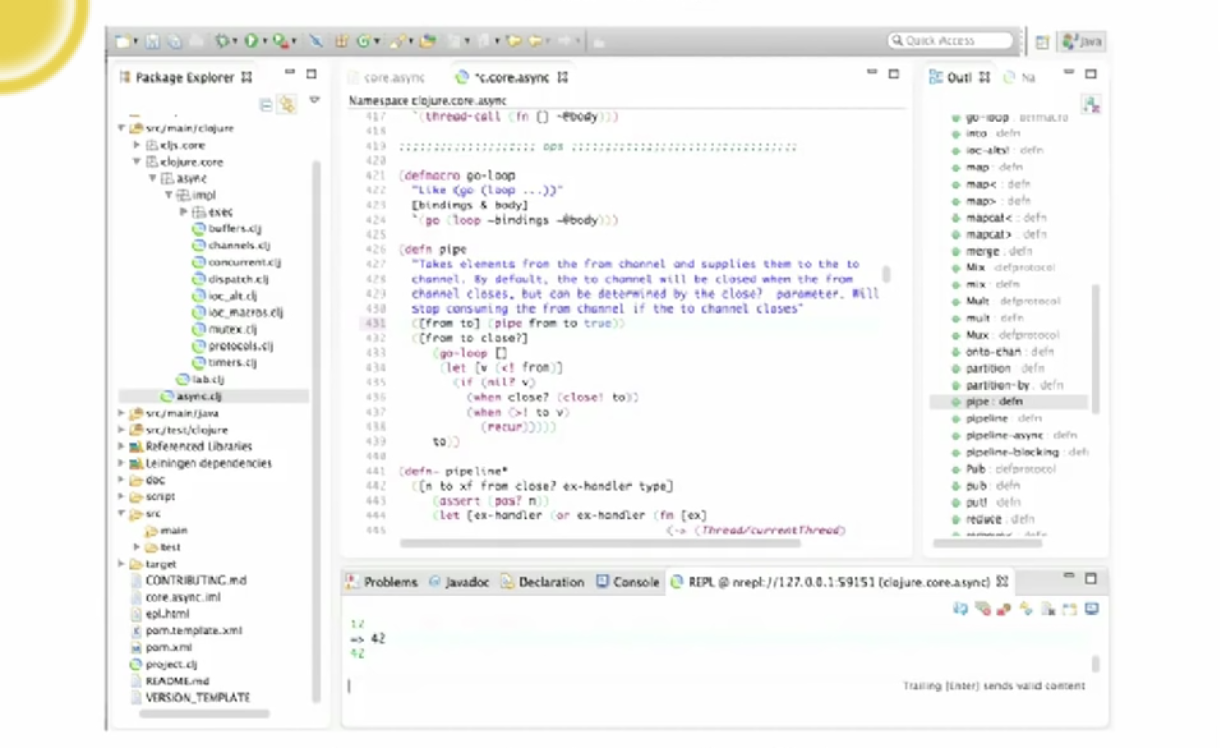 Quick Access
Java
Package Explorer
src/main/clojure
cljs.core
clojure.core
async
impl
exec
buffers.clj
channels.clj
concurrent.clj
dispatch.clj
ioc_alt.clj
ioc_macros.clj
mutex.clj
protocols.clj
timers.clj
lab.clj
async.clj
src/main/java
src/test/clojure
Referenced Libraries
Leiningen dependencies
doc
script
src
main
test
target
CONTRIBUTING.md
core.async.iml
epl.html
pom.template.xml
pom.xml
project.clj
README.md
VERSION_TEMPLATE
core.async
*c.core.async
Namespace clojure.core.async
417 `(thread-call (fn [] ~@body)))
418
419 ;;;;;;;;;;;;;;;;;;;; ops ;;;;;;;;;;;;;;;;;;;;;;;;;;;;;;;;;
420
421 (defmacro go-loop
422 "Like (go (loop ...))"
423 [bindings & body]
424 `(go (loop ~bindings ~@body)))
425
426 (defn pipe
427 "Takes elements from the from channel and supplies them to the to
428 channel. By default, the to channel will be closed when the from
429 channel closes, but can be determined by the close? parameter. Will
430 stop consuming the from channel if the to channel closes"
431 ([from to] (pipe from to true))
432 ([from to close?]
433 (go-loop []
434 (let [v (<! from)]
435 (if (nil? v)
436 (when close? (close! to))
437 (when (>! to v)
438 (recur)))))
439 to))
440
441 (defn- pipeline*
442 ([n to xf from close? ex-handler type]
443 (assert (pos? n))
444 (let [ex-handler (or ex-handler (fn [ex]
445 (-> (Thread/currentThread)
Outl
Na
go-loop : defmacro
into : defn
ioc-alts! : defn
map : defn
map< : defn
map> : defn
mapcat< : defn
mapcat> : defn
merge : defn
Mix : defprotocol
mix : defn
Mult : defprotocol
mult : defn
Mux : defprotocol
onto-chan : defn
partition : defn
partition-by : defn
pipe : defn
pipeline : defn
pipeline-async : defn
pipeline-blocking : defn
Pub : defprotocol
pub : defn
put! : defn
reduce : defn
Problems
Javadoc
Declaration
Console
REPL @ nrepl://127.0.0.1:59151 (clojure.core.async)
12
=> 42
42
Trailing [Enter] sends valid content